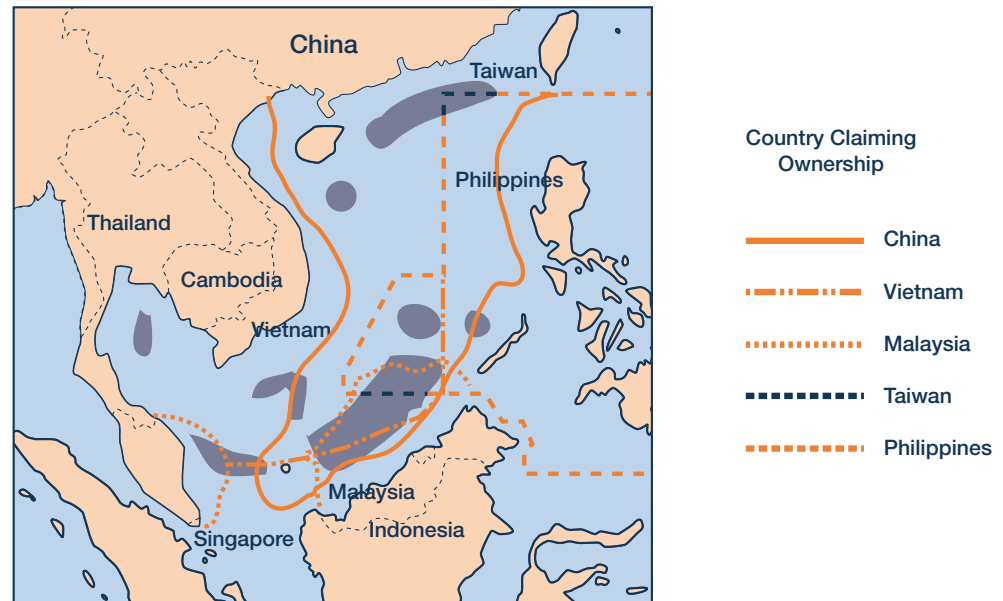 China
Taiwan
Philippines
Thailand
Cambodia
Vietnam
Malaysia
Indonesia
Singapore
Country Claiming
Ownership
China
Vietnam
Malaysia
Taiwan
Philippines